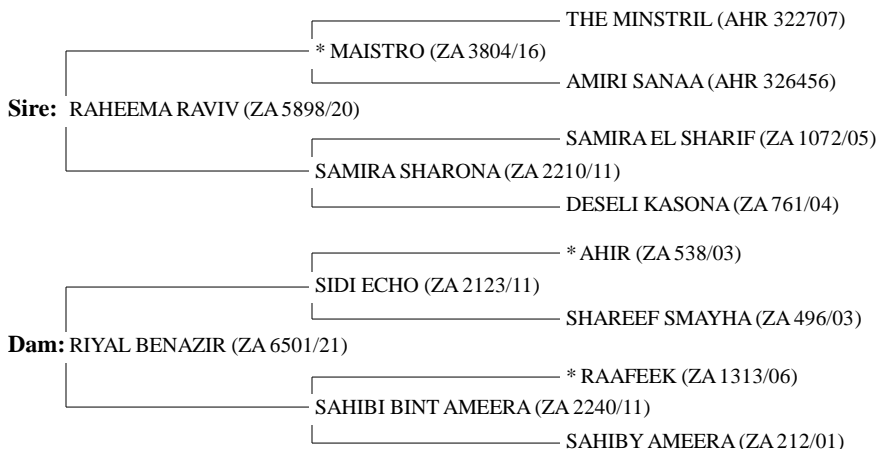 THE MINSTRIL (AHR 322707)
* MAISTRO (ZA 3804/16)
AMIRI SANAA (AHR 326456)
Sire: RAHEEMA RAVIV (ZA 5898/20)
SAMIRA EL SHARIF (ZA 1072/05)
SAMIRA SHARONA (ZA 2210/11)
DESELI KASONA (ZA 761/04)
* AHIR (ZA 538/03)
SIDI ECHO (ZA 2123/11)
SHAREEF SMAYHA (ZA 496/03)
Dam: RIYAL BENAZIR (ZA 6501/21)
* RAAFEEK (ZA 1313/06)
SAHIBI BINT AMEERA (ZA 2240/11)
SAHIBY AMEERA (ZA 212/01)